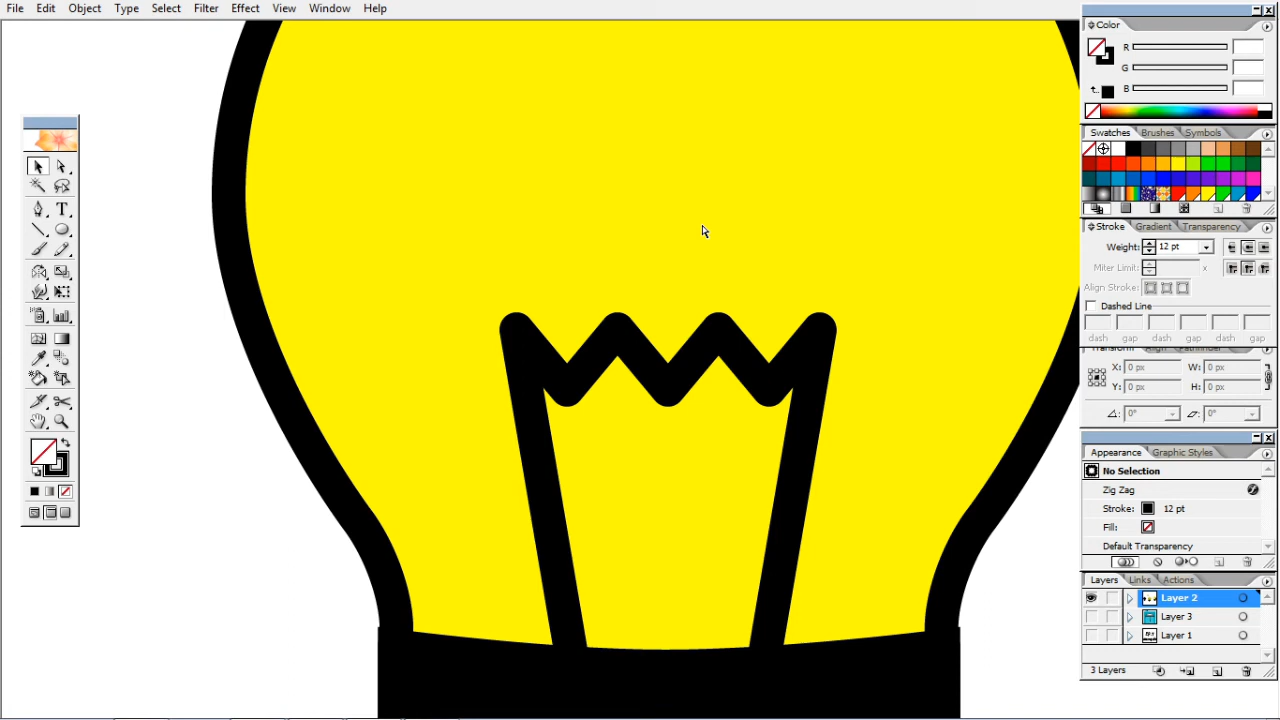 File Edit Object Type Select Filter Effect View Window Help
Color
R
G
B
Swatches Brushes Symbols
Stroke Gradient Transparency
Weight: 12 pt
Miter Limit: x
Align Stroke:
Dashed Line
dash gap dash gap dash gap
Transform Align Pathfinder
X: 0 px W: 0 px
Y: 0 px H: 0 px
0° 0°
Appearance Graphic Styles
No Selection
Zig Zag
Stroke: 12 pt
Fill:
Default Transparency
Layers Links Actions
Layer 2
Layer 3
Layer 1
3 Layers